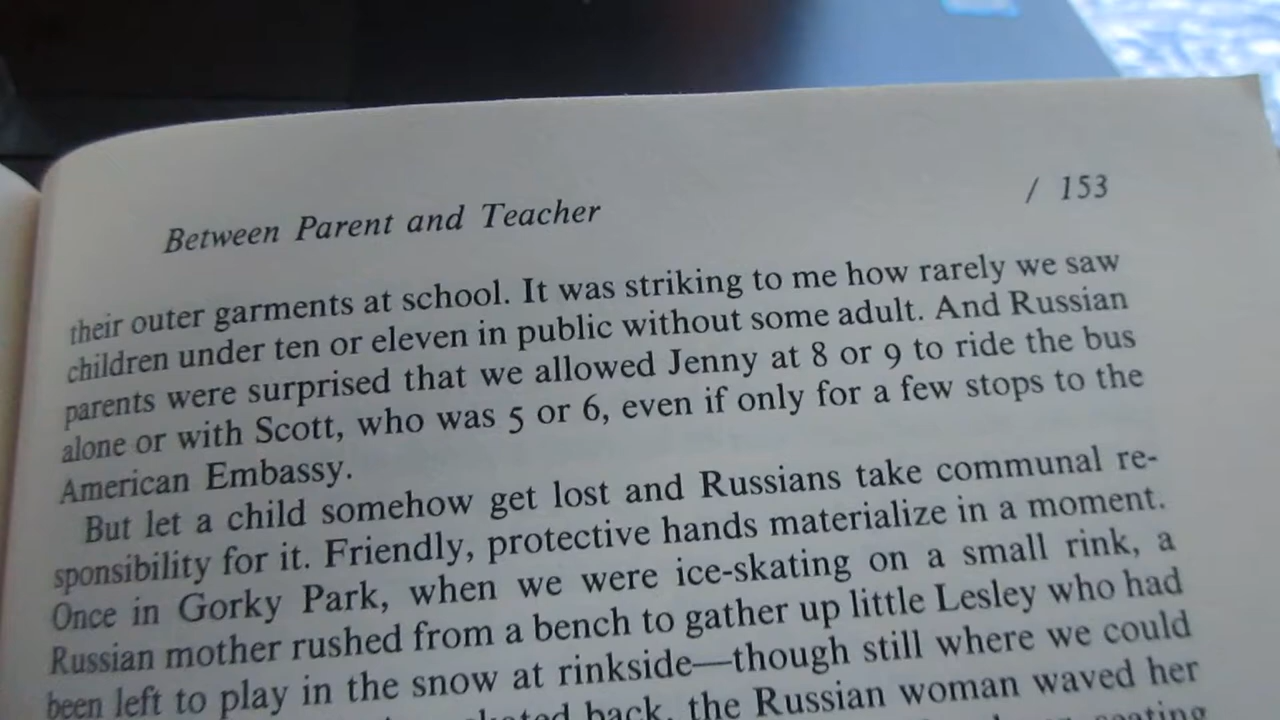 Between Parent and Teacher / 153
their outer garments at school. It was striking to me how rarely we saw
children under ten or eleven in public without some adult. And Russian
parents were surprised that we allowed Jenny at 8 or 9 to ride the bus
alone or with Scott, who was 5 or 6, even if only for a few stops to the
American Embassy.
But let a child somehow get lost and Russians take communal re-
sponsibility for it. Friendly, protective hands materialize in a moment.
Once in Gorky Park, when we were ice-skating on a small rink, a
Russian mother rushed from a bench to gather up little Lesley who had
been left to play in the snow at rinkside—though still where we could
back, the Russian woman waved her